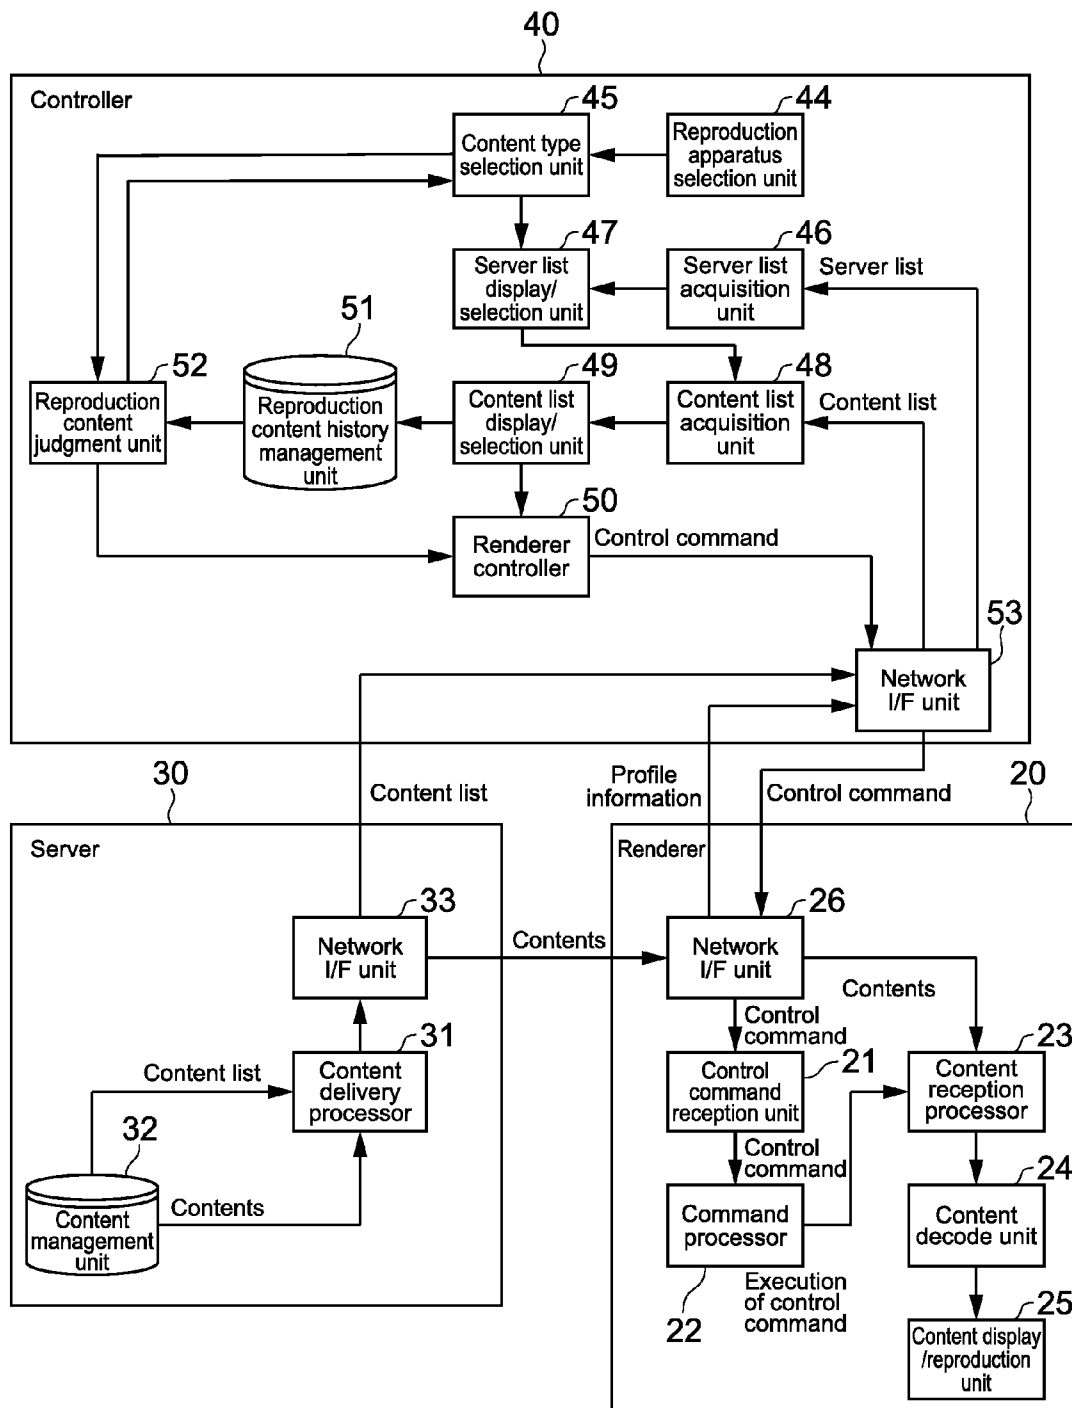 40
Controller
45
Content type
selection unit
44
Reproduction
apparatus
selection unit
47
Server list
display/
selection unit
46
Server list
acquisition
unit
Server list
51
Reproduction
content history
management
unit
52
Reproduction
content
judgment unit
49
Content list
display/
selection unit
48
Content list
acquisition
unit
Content list
50
Renderer
controller
Control command
53
Network
I/F unit
30
Content list
Profile
information
Control command
20
Server
33
Network
I/F unit
Contents
31
Content
delivery
processor
Content list
32
Content
management
unit
Contents
Renderer
26
Network
I/F unit
Contents
Control
command
21
Control
command
reception unit
23
Content
reception
processor
Control
command
Command
processor
22
Execution
of control
command
24
Content
decode unit
25
Content display
/reproduction
unit